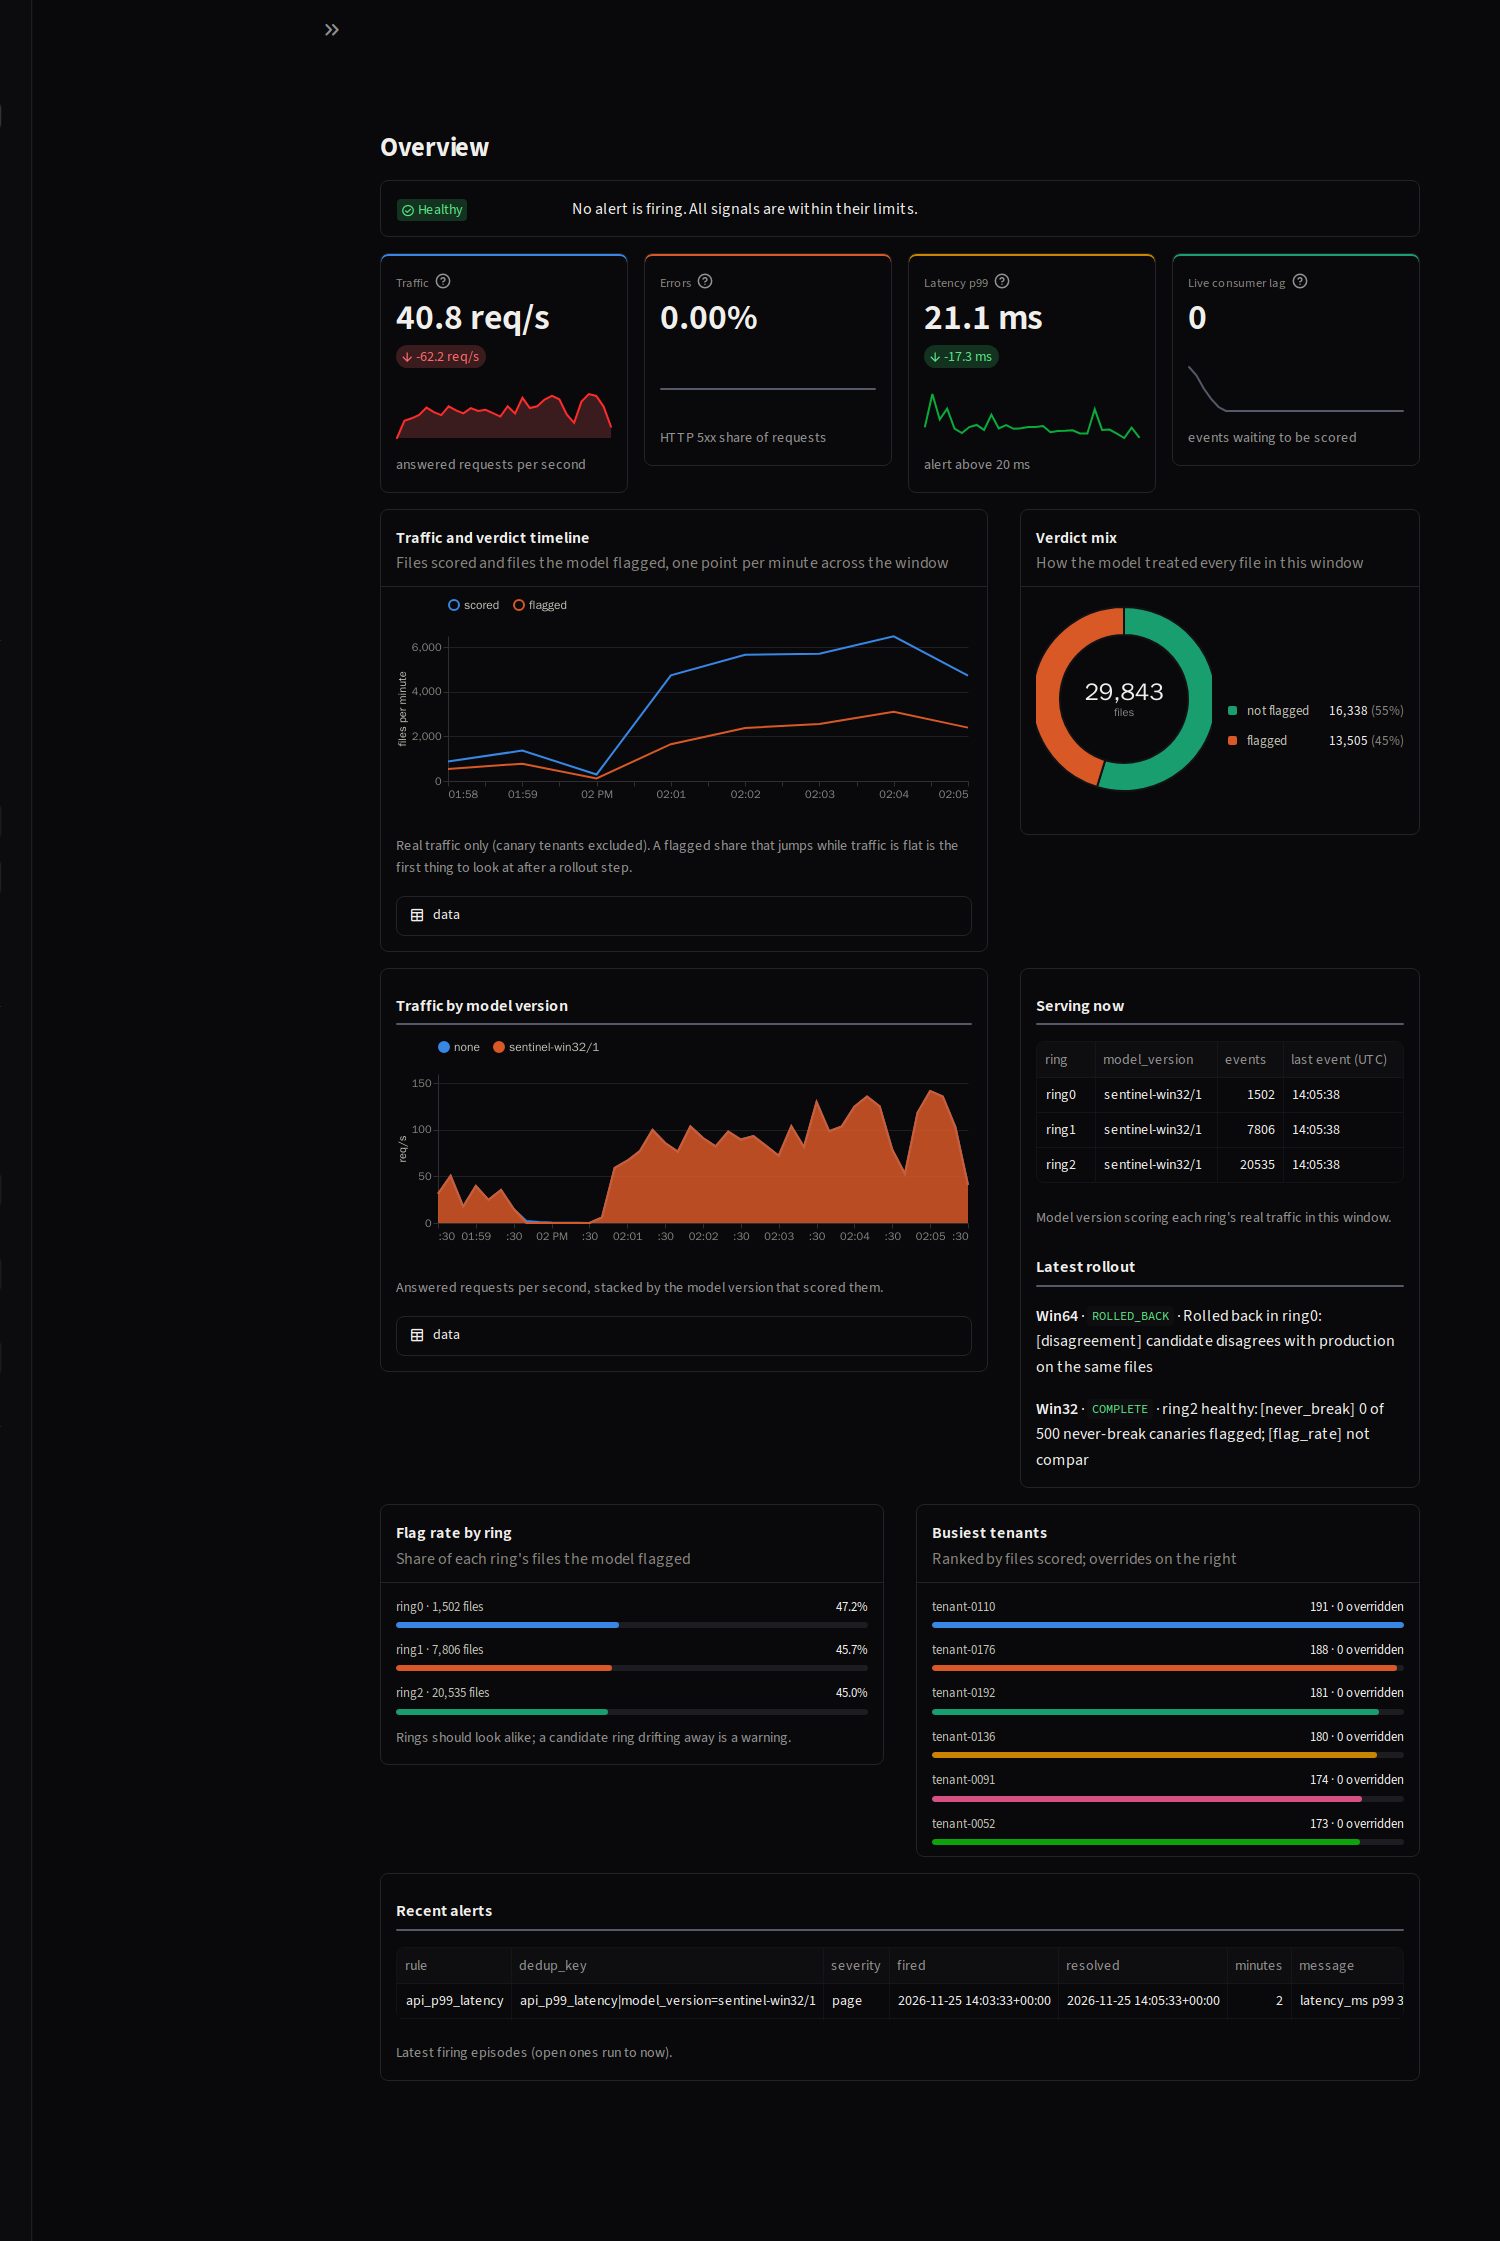 Overview
Healthy
No alert is firing. All signals are within their limits.
Traffic
40.8 req/s
-62.2 req/s
answered requests per second
Errors
0.00%
HTTP 5xx share of requests
Latency p99
21.1 ms
-17.3 ms
alert above 20 ms
Live consumer lag
0
events waiting to be scored
Traffic and verdict timeline
Files scored and files the model flagged, one point per minute across the window
scored flagged
files per minute
6,000
4,000
2,000
0
01:58 01:59 02 PM 02:01 02:02 02:03 02:04 02:05
Real traffic only (canary tenants excluded). A flagged share that jumps while traffic is flat is the
first thing to look at after a rollout step.
data
Verdict mix
How the model treated every file in this window
29,843
files
not flagged 16,338 (55%)
flagged 13,505 (45%)
Traffic by model version
none sentinel-win32/1
req/s
150
100
50
0
:30 01:59 :30 02 PM :30 02:01 :30 02:02 :30 02:03 :30 02:04 :30 02:05 :30
Answered requests per second, stacked by the model version that scored them.
data
Serving now
ring model_version events last event (UTC)
ring0 sentinel-win32/1 1502 14:05:38
ring1 sentinel-win32/1 7806 14:05:38
ring2 sentinel-win32/1 20535 14:05:38
Model version scoring each ring's real traffic in this window.
Latest rollout
Win64 · ROLLED_BACK · Rolled back in ring0:
[disagreement] candidate disagrees with production
on the same files
Win32 · COMPLETE · ring2 healthy: [never_break] 0 of
500 never-break canaries flagged; [flag_rate] not
compar
Flag rate by ring
Share of each ring's files the model flagged
ring0 · 1,502 files 47.2%
ring1 · 7,806 files 45.7%
ring2 · 20,535 files 45.0%
Rings should look alike; a candidate ring drifting away is a warning.
Busiest tenants
Ranked by files scored; overrides on the right
tenant-0110 191 · 0 overridden
tenant-0176 188 · 0 overridden
tenant-0192 181 · 0 overridden
tenant-0136 180 · 0 overridden
tenant-0091 174 · 0 overridden
tenant-0052 173 · 0 overridden
Recent alerts
rule dedup_key severity fired resolved minutes message
api_p99_latency api_p99_latency|model_version=sentinel-win32/1 page 2026-11-25 14:03:33+00:00 2026-11-25 14:05:33+00:00 2 latency_ms p99 3
Latest firing episodes (open ones run to now).